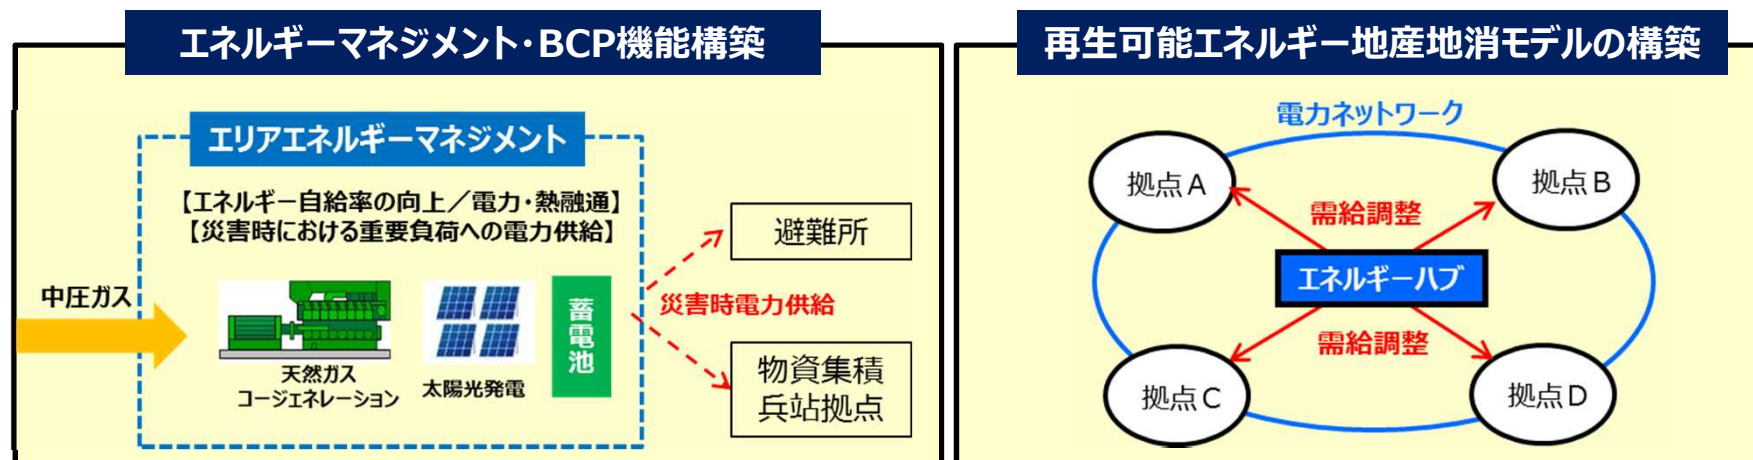 エネルギーマネジメント・BCP機能構築
エリアエネルギーマネジメント
【エネルギー自給率の向上／電力・熱融通】
【災害時における重要負荷への電力供給】
中圧ガス
天然ガス
コージェネレーション
太陽光発電
蓄電池
災害時電力供給
避難所
物資集積
兵站拠点
再生可能エネルギー地産地消モデルの構築
電力ネットワーク
拠点A
拠点B
需給調整
エネルギーハブ
需給調整
拠点C
拠点D